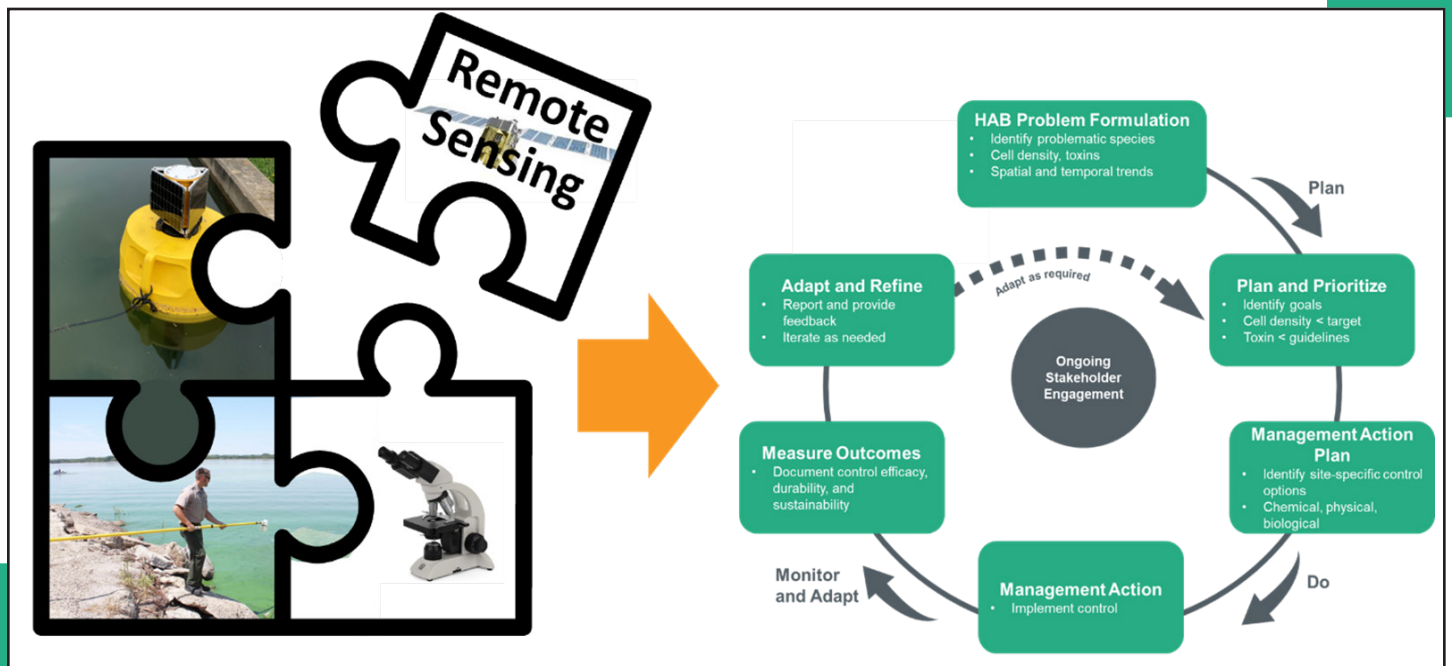 Remote
Sensing
HAB Problem Formulation
• Identify problematic species
• Cell density, toxins
• Spatial and temporal trends
Plan
Plan and Prioritize
• Identify goals
• Cell density < target
• Toxin < guidelines
Management Action
Plan
• Identify site-specific control
options
• Chemical, physical,
biological
Do
Management Action
• Implement control
Monitor
and Adapt
Measure Outcomes
• Document control efficacy,
durability, and
sustainability
Adapt and Refine
• Report and provide
feedback
• Iterate as needed
Adapt as required
Ongoing
Stakeholder
Engagement